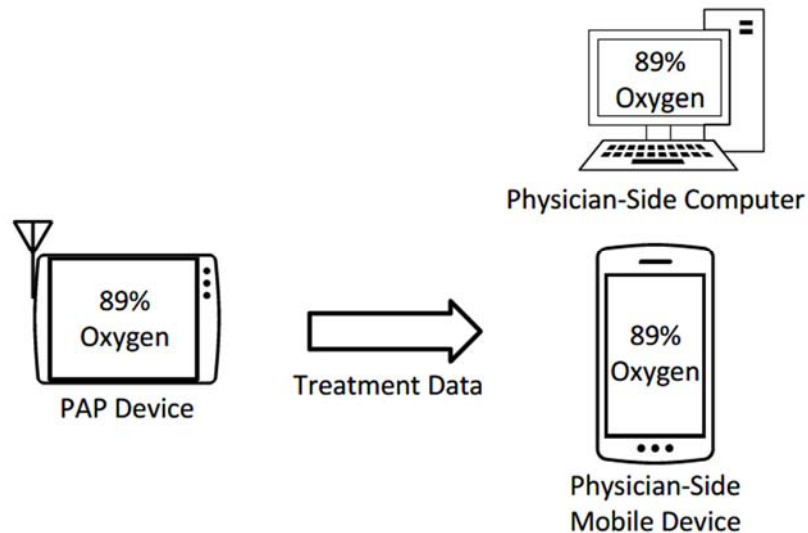 89%
Oxygen
Physician-Side Computer
89%
Oxygen
PAP Device
Treatment Data
89%
Oxygen
Physician-Side
Mobile Device